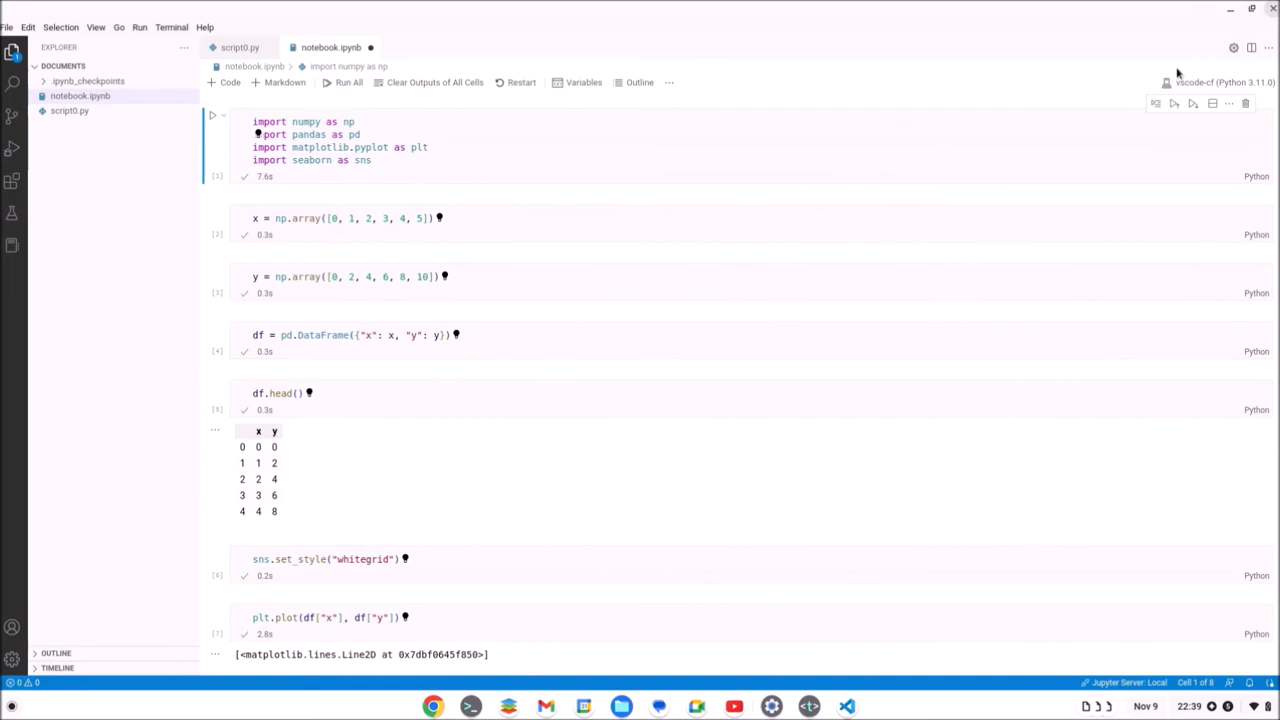 File Edit Selection View Go Run Terminal Help
EXPLORER
script0.py
notebook.ipynb
DOCUMENTS
.ipynb_checkpoints
notebook.ipynb
script0.py
notebook.ipynb > import numpy as np
+ Code + Markdown Run All Clear Outputs of All Cells Restart Variables Outline ...
vscode-cf (Python 3.11.0)
import numpy as np
port pandas as pd
import matplotlib.pyplot as plt
import seaborn as sns
[1] 7.6s Python
x = np.array([0, 1, 2, 3, 4, 5])
[2] 0.3s Python
y = np.array([0, 2, 4, 6, 8, 10])
[3] 0.3s Python
df = pd.DataFrame({"x": x, "y": y})
[4] 0.3s Python
df.head()
[5] 0.3s Python
x y
0 0 0
1 1 2
2 2 4
3 3 6
4 4 8
sns.set_style("whitegrid")
[6] 0.2s Python
plt.plot(df["x"], df["y"])
[7] 2.8s Python
[<matplotlib.lines.Line2D at 0x7dbf0645f850>]
OUTLINE
TIMELINE
0 0
Jupyter Server: Local Cell 1 of 8
Nov 9 22:39